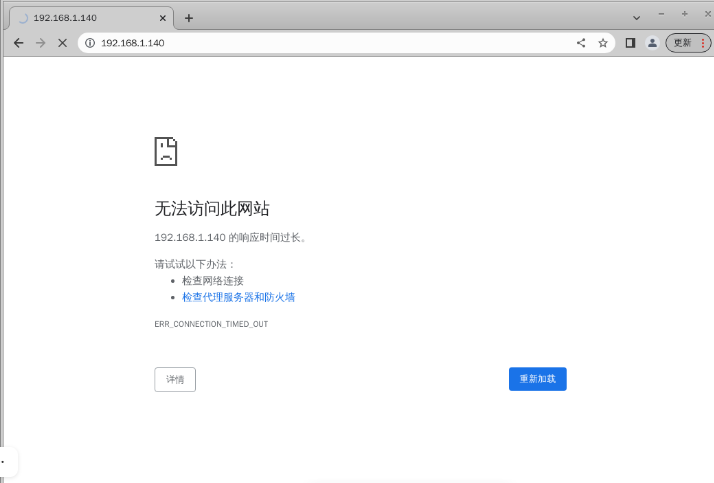 192.168.1.140
192.168.1.140
更新
无法访问此网站
192.168.1.140 的响应时间过长。
请试试以下办法：
检查网络连接
检查代理服务器和防火墙
ERR_CONNECTION_TIMED_OUT
详情
重新加载